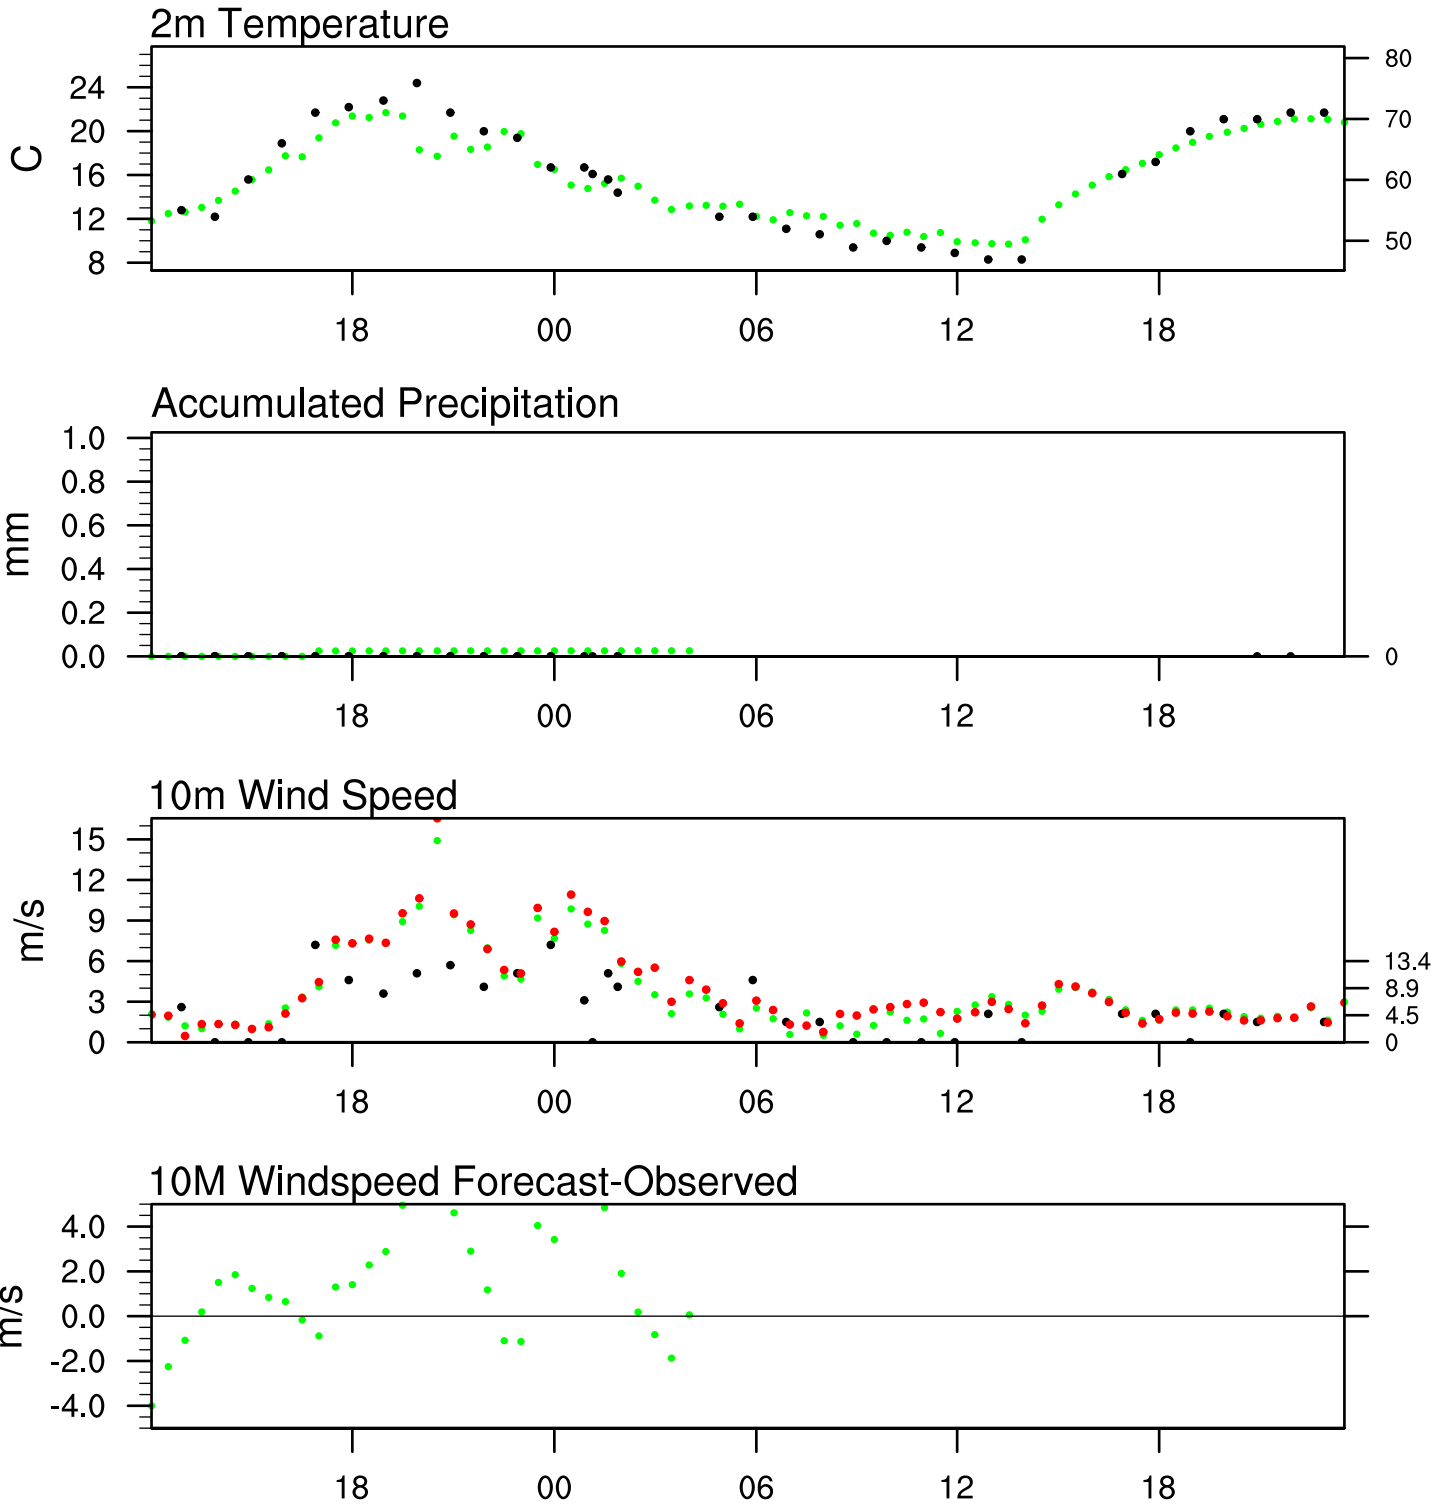 2m Temperature
24
20
16
12
8
C
80
70
60
50
18 00 06 12 18
Accumulated Precipitation
1.0
0.8
0.6
0.4
0.2
0.0
mm
0
18 00 06 12 18
10m Wind Speed
15
12
9
6
3
0
m/s
13.4
8.9
4.5
0
18 00 06 12 18
10M Windspeed Forecast-Observed
4.0
2.0
0.0
-2.0
-4.0
m/s
18 00 06 12 18